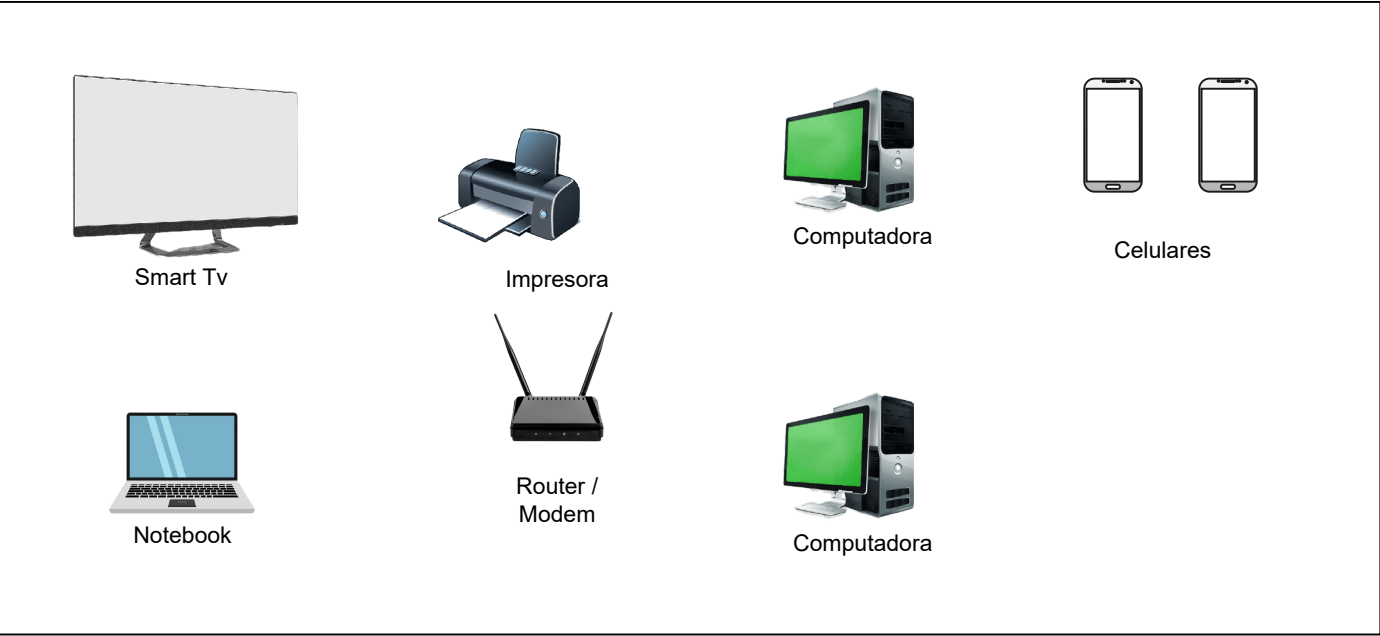 Smart Tv
Impresora
Computadora
Celulares
Notebook
Router /
Modem
Computadora